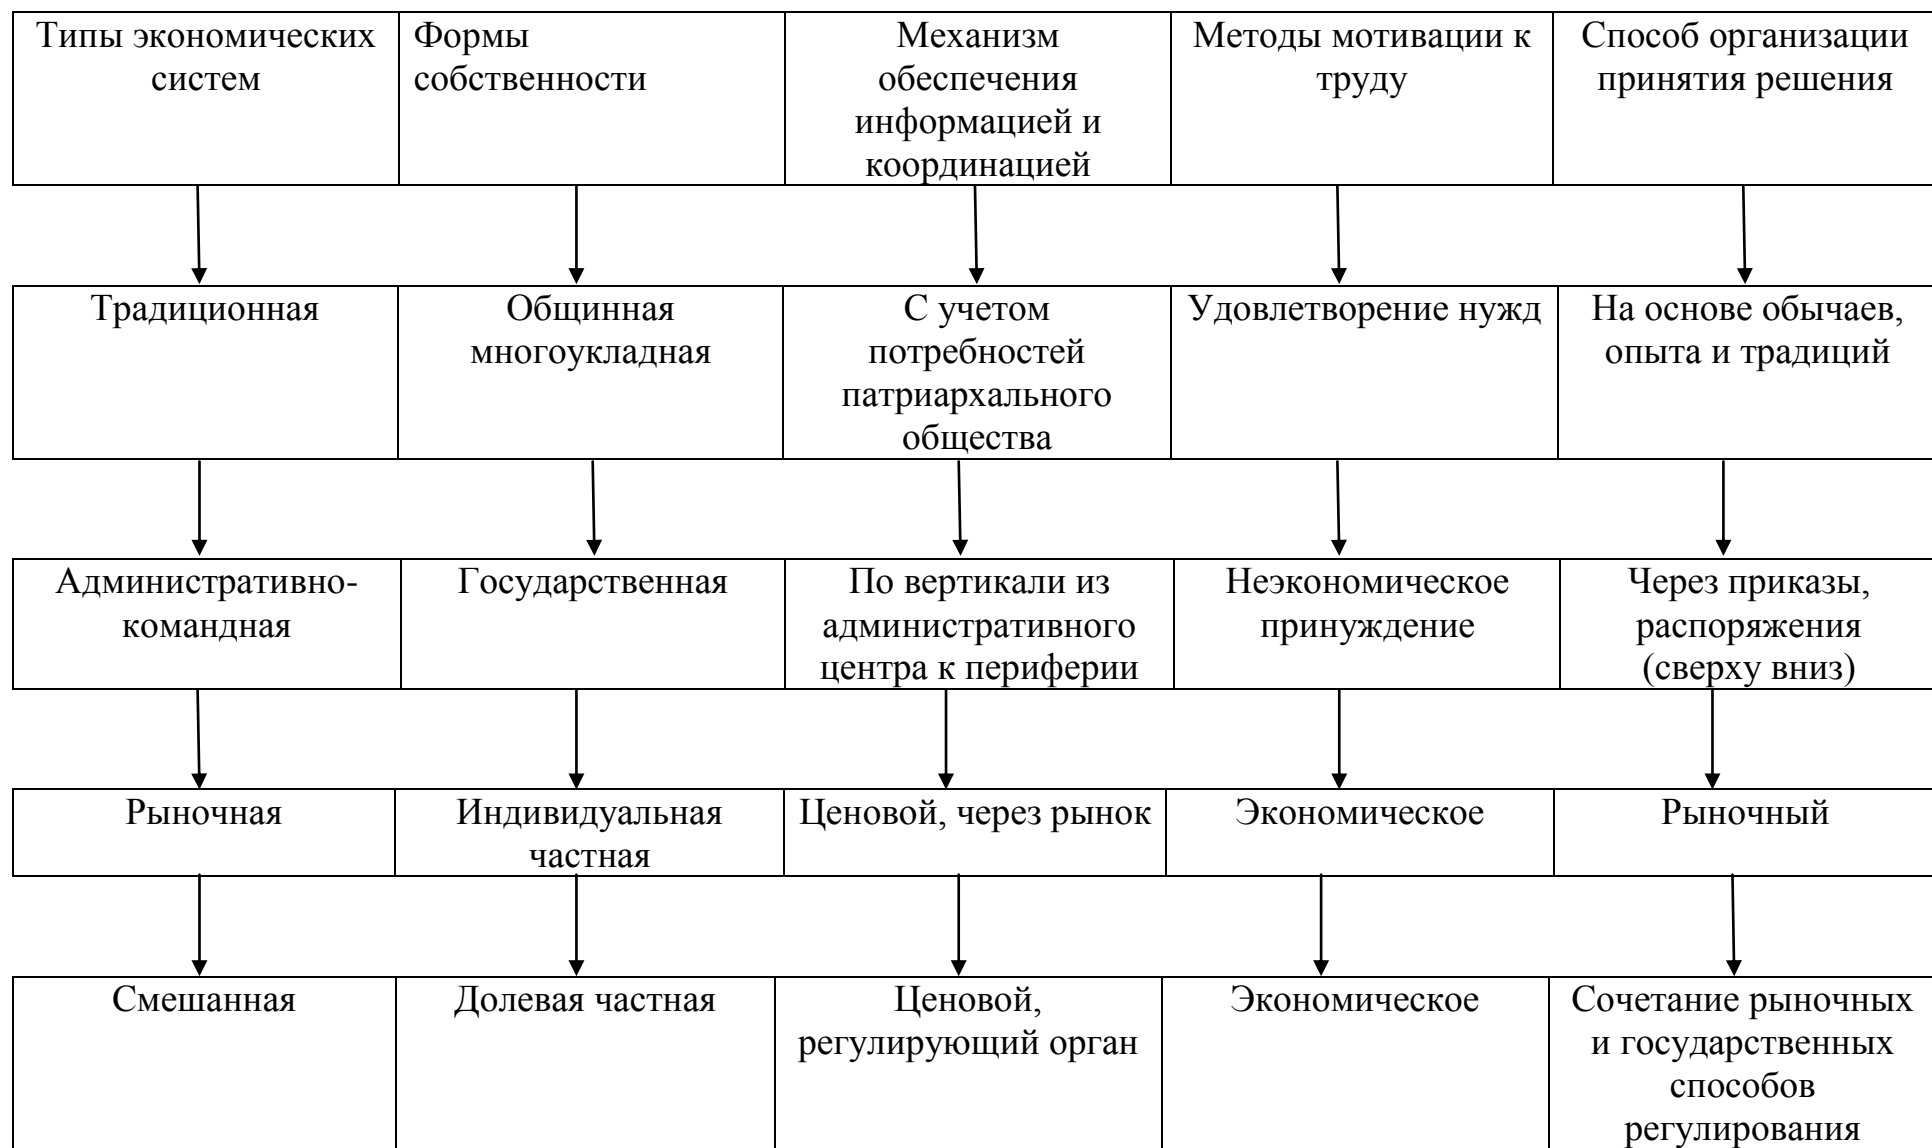 Типы экономических
систем
Формы
собственности
Механизм
обеспечения
информацией и
координацией
Методы мотивации к
труду
Способ организации
принятия решения
Традиционная
Общинная
многоукладная
С учетом
потребностей
патриархального
общества
Удовлетворение нужд
На основе обычаев,
опыта и традиций
Административно-
командная
Государственная
По вертикали из
административного
центра к периферии
Неэкономическое
принуждение
Через приказы,
распоряжения
(сверху вниз)
Рыночная
Индивидуальная
частная
Ценовой, через рынок
Экономическое
Рыночный
Смешанная
Долевая частная
Ценовой,
регулирующий орган
Экономическое
Сочетание рыночных
и государственных
способов
регулирования